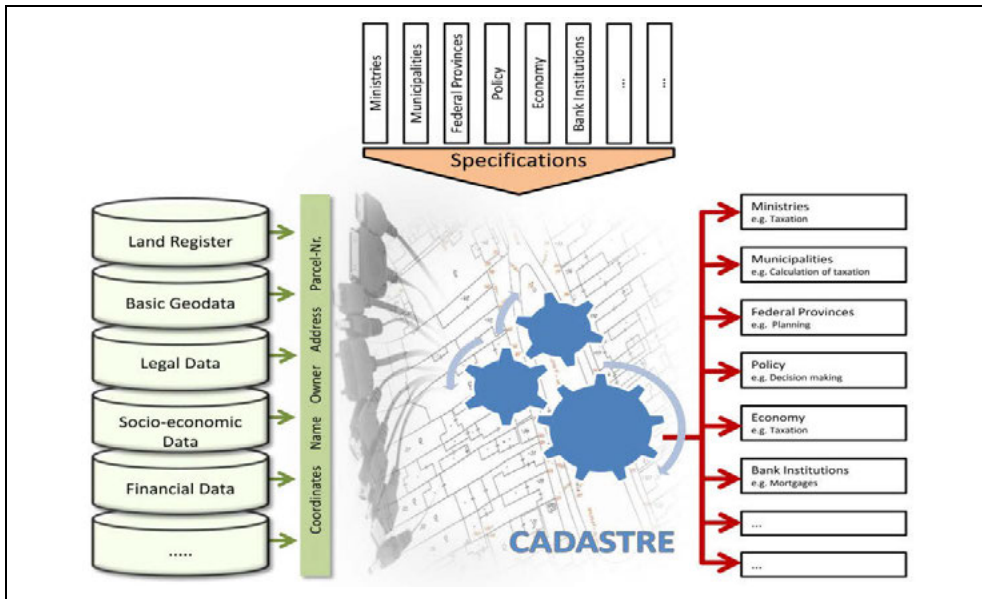 Ministries
Municipalities
Federal Provinces
Policy
Economy
Bank Institutions
...
...
Specifications
Land Register
Basic Geodata
Legal Data
Socio-economic
Data
Financial Data
.....
Coordinates Name Owner Address Parcel-Nr.
CADASTRE
Ministries
e.g. Taxation
Municipalities
e.g. Calculation of taxation
Federal Provinces
e.g. Planning
Policy
e.g. Decision making
Economy
e.g. Taxation
Bank Institutions
e.g. Mortgages
...
...